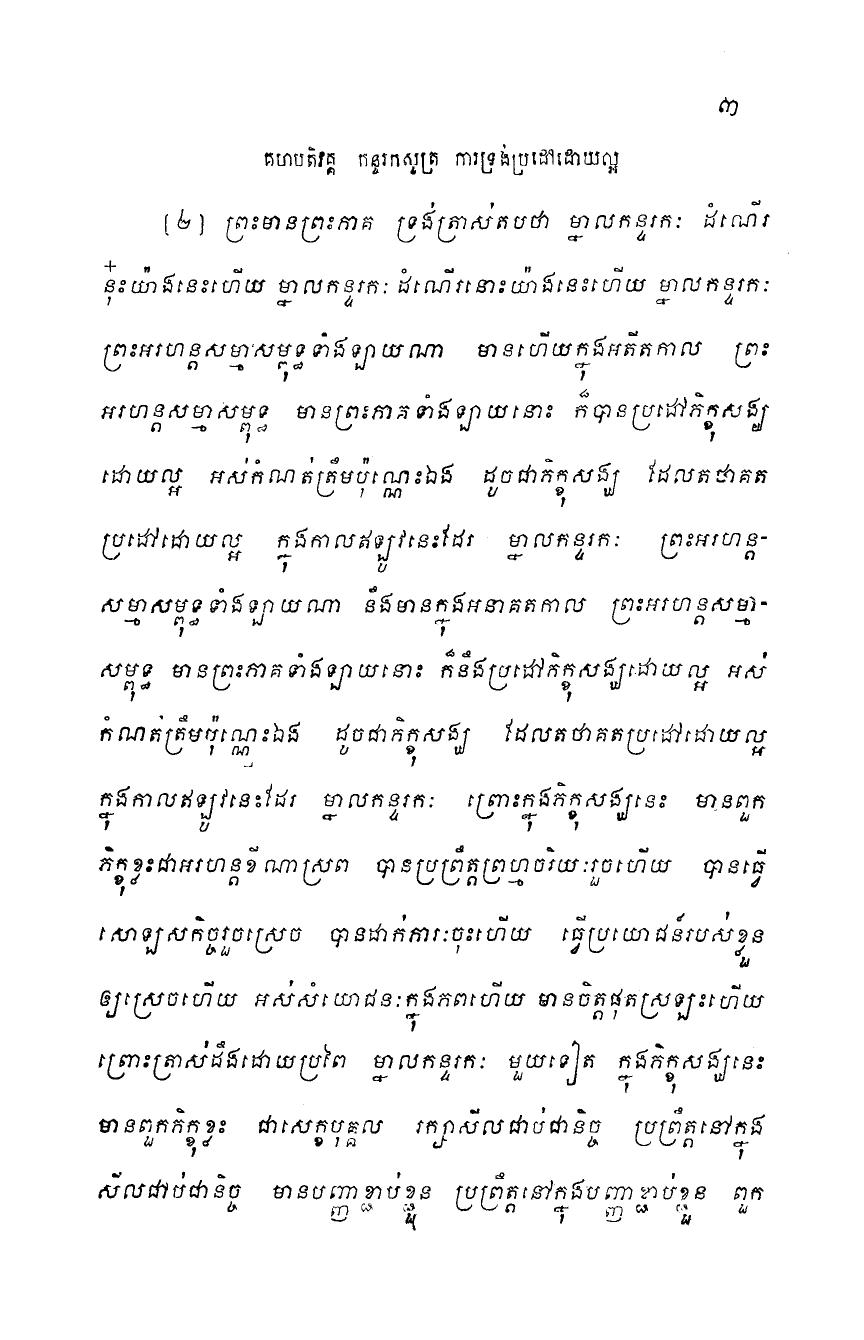 ៣
គហបតិវគ្គ កន្ទរកសូត្រ ការទ្រង់ប្រដៅដោយល្អ
[២] ព្រះមានព្រះភាគ ទ្រង់ត្រាស់តបថា ម្នាលកន្ទរកៈ ដំណើរ
នុ៎ះយ៉ាងនេះហើយ ម្នាលកន្ទរកៈ ដំណើរនោះយ៉ាងនេះហើយ ម្នាលកន្ទរកៈ
ព្រះអរហន្តសម្មាសម្ពុទ្ធទាំងឡាយណា មានហើយក្នុងអតីតកាល ព្រះ
អរហន្តសម្មាសម្ពុទ្ធ មានព្រះភាគទាំងឡាយនោះ ក៏បានប្រដៅភិក្ខុសង្ឃ
ដោយល្អ អស់កំណត់ត្រឹមប៉ុណ្ណេះឯង ដូចជាភិក្ខុសង្ឃ ដែលតថាគត
ប្រដៅដោយល្អ ក្នុងកាលឥឡូវនេះដែរ ម្នាលកន្ទរកៈ ព្រះអរហន្ត-
សម្មាសម្ពុទ្ធទាំងឡាយណា នឹងមានក្នុងអនាគតកាល ព្រះអរហន្តសម្មា-
សម្ពុទ្ធ មានព្រះភាគទាំងឡាយនោះ ក៏នឹងប្រដៅភិក្ខុសង្ឃដោយល្អ អស់
កំណត់ត្រឹមប៉ុណ្ណេះឯង ដូចជាភិក្ខុសង្ឃ ដែលតថាគតប្រដៅដោយល្អ
ក្នុងកាលឥឡូវនេះដែរ ម្នាលកន្ទរកៈ ព្រោះក្នុងភិក្ខុសង្ឃនេះ មានពួក
ភិក្ខុខ្លះជាអរហន្តខីណាស្រព បានប្រព្រឹត្តព្រហ្មចរិយៈរួចហើយ បានធ្វើ
សោឡសកិច្ចរួចស្រេច បានដាក់ភារៈចុះហើយ ធ្វើប្រយោជន៍របស់ខ្លួន
ឲ្យស្រេចហើយ អស់សំយោជនៈក្នុងភពហើយ មានចិត្តផុតស្រឡះហើយ
ព្រោះត្រាស់ដឹងដោយប្រពៃ ម្នាលកន្ទរកៈ មួយទៀត ក្នុងភិក្ខុសង្ឃនេះ
មានពួកភិក្ខុខ្លះ ជាសេក្ខបុគ្គល រក្សាសីលជាប់ជានិច្ច ប្រព្រឹត្តនៅក្នុង
សីលជាប់ជានិច្ច មានបញ្ញាខ្ជាប់ខ្ជួន ប្រព្រឹត្តនៅក្នុងបញ្ញាខ្ជាប់ខ្ជួន ពួក